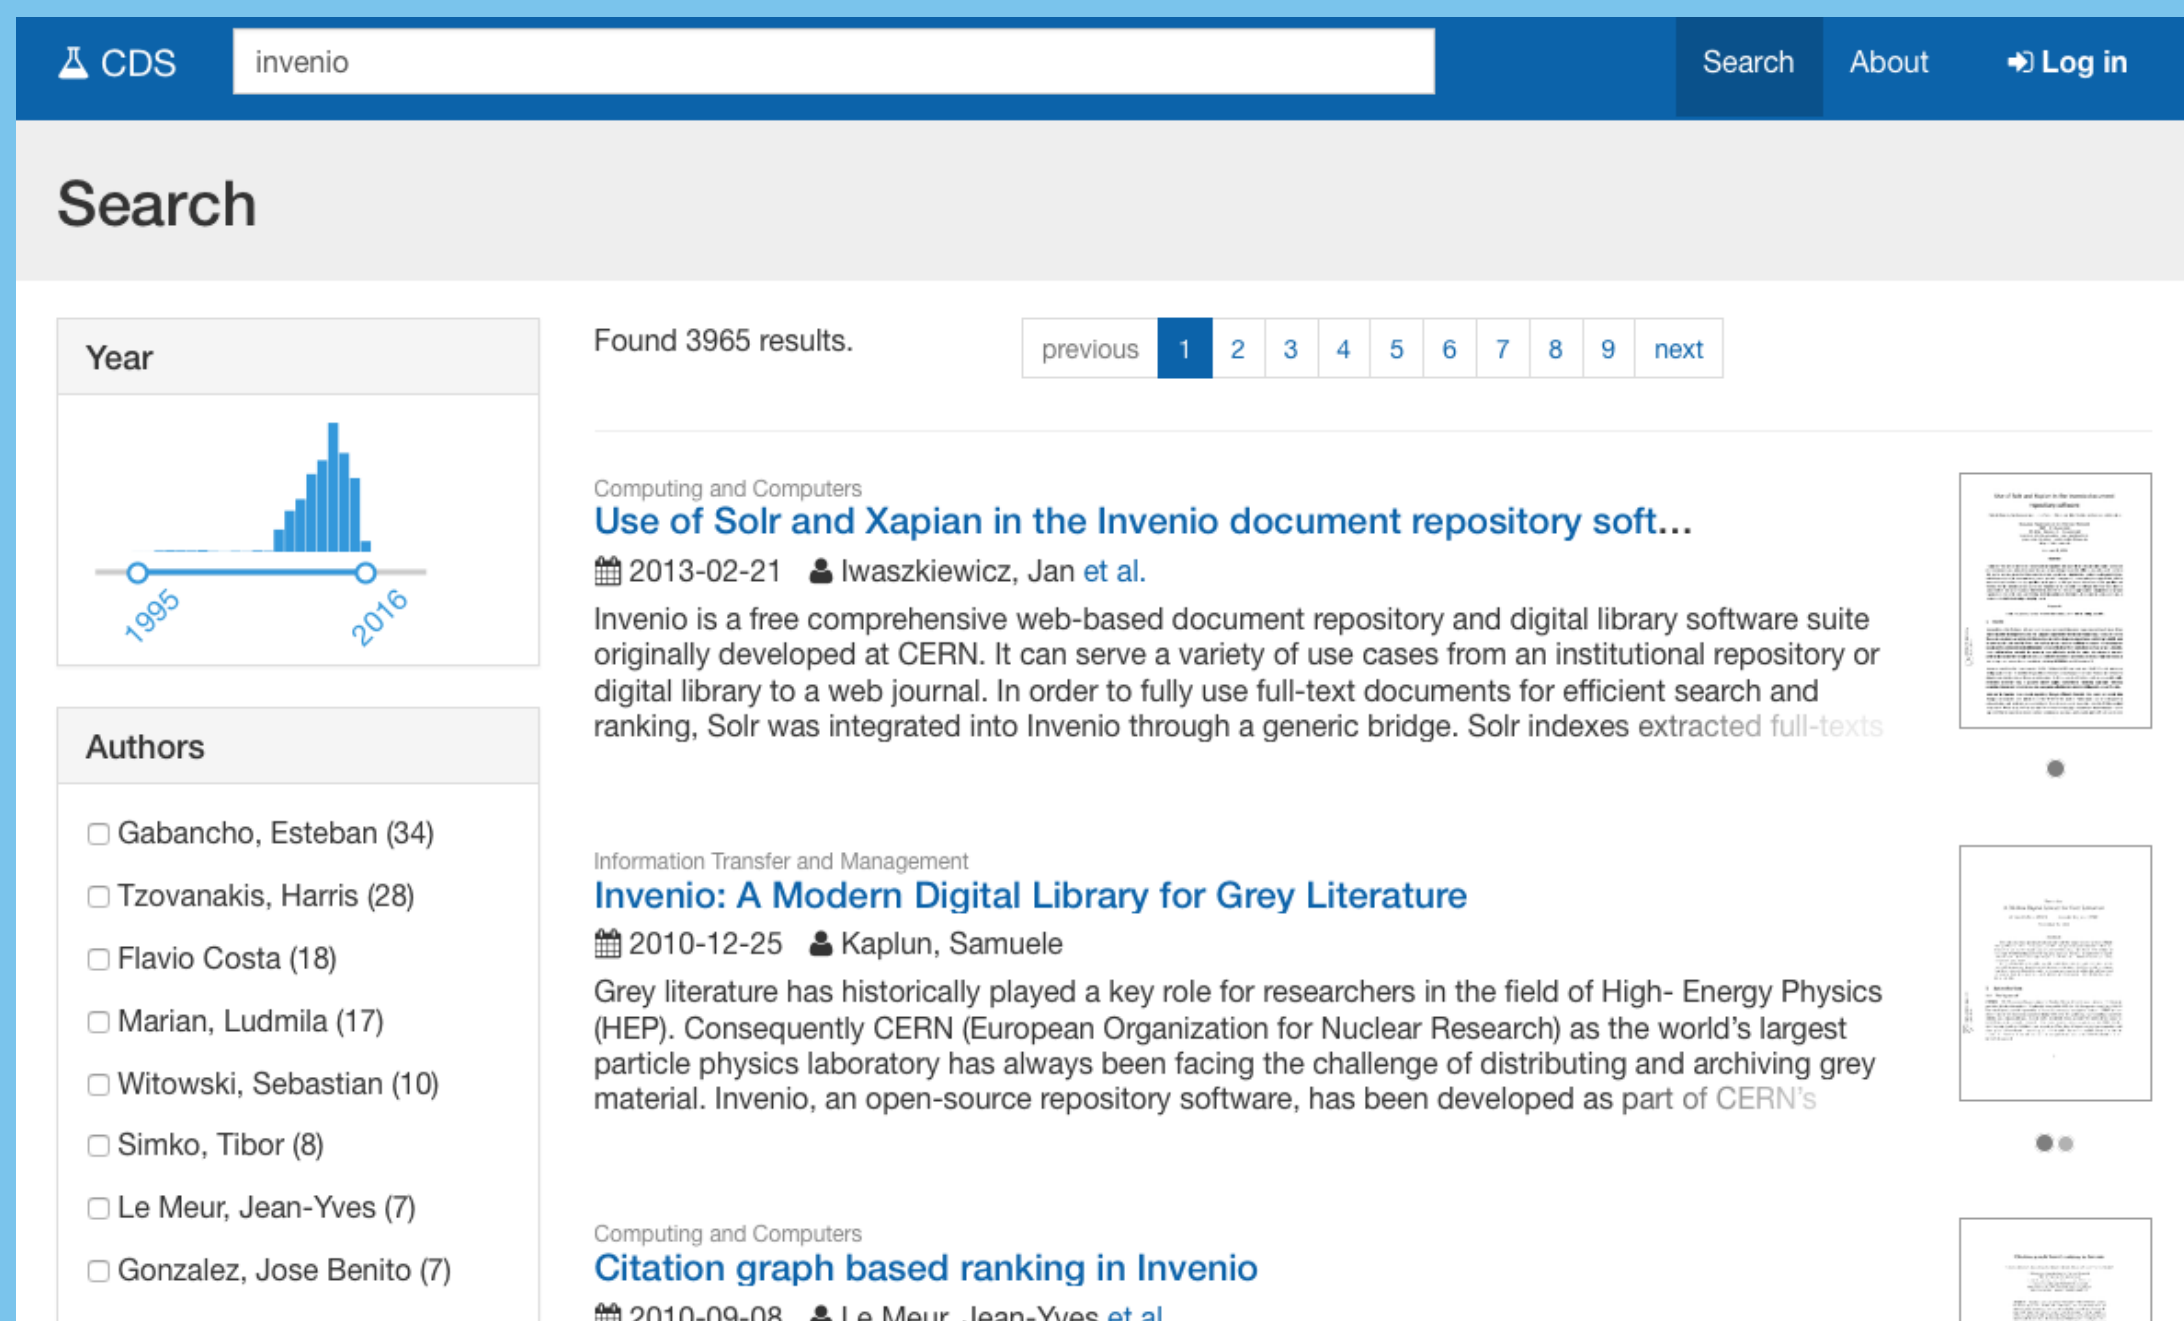 CDS
invenio
Search
About
Log in
Search
Year
1995
2016
Authors
Gabancho, Esteban (34)
Tzovanakis, Harris (28)
Flavio Costa (18)
Marian, Ludmila (17)
Witowski, Sebastian (10)
Simko, Tibor (8)
Le Meur, Jean-Yves (7)
Gonzalez, Jose Benito (7)
Found 3965 results.
previous 1 2 3 4 5 6 7 8 9 next
Computing and Computers
Use of Solr and Xapian in the Invenio document repository soft...
2013-02-21 Iwaszkiewicz, Jan et al.
Invenio is a free comprehensive web-based document repository and digital library software suite
originally developed at CERN. It can serve a variety of use cases from an institutional repository or
digital library to a web journal. In order to fully use full-text documents for efficient search and
ranking, Solr was integrated into Invenio through a generic bridge. Solr indexes extracted full-texts
Information Transfer and Management
Invenio: A Modern Digital Library for Grey Literature
2010-12-25 Kaplun, Samuele
Grey literature has historically played a key role for researchers in the field of High- Energy Physics
(HEP). Consequently CERN (European Organization for Nuclear Research) as the world's largest
particle physics laboratory has always been facing the challenge of distributing and archiving grey
material. Invenio, an open-source repository software, has been developed as part of CERN's
Computing and Computers
Citation graph based ranking in Invenio
2010-09-08 Le Meur, Jean-Yves et al.